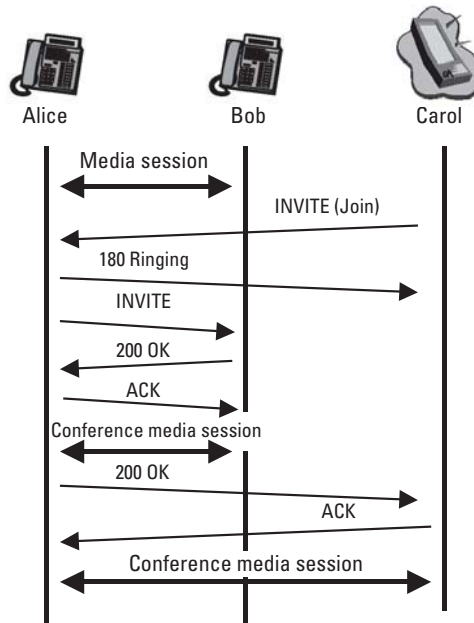 Alice Bob Carol
Media session
INVITE (Join)
180 Ringing
INVITE
200 OK
ACK
Conference media session
200 OK
ACK
Conference media session